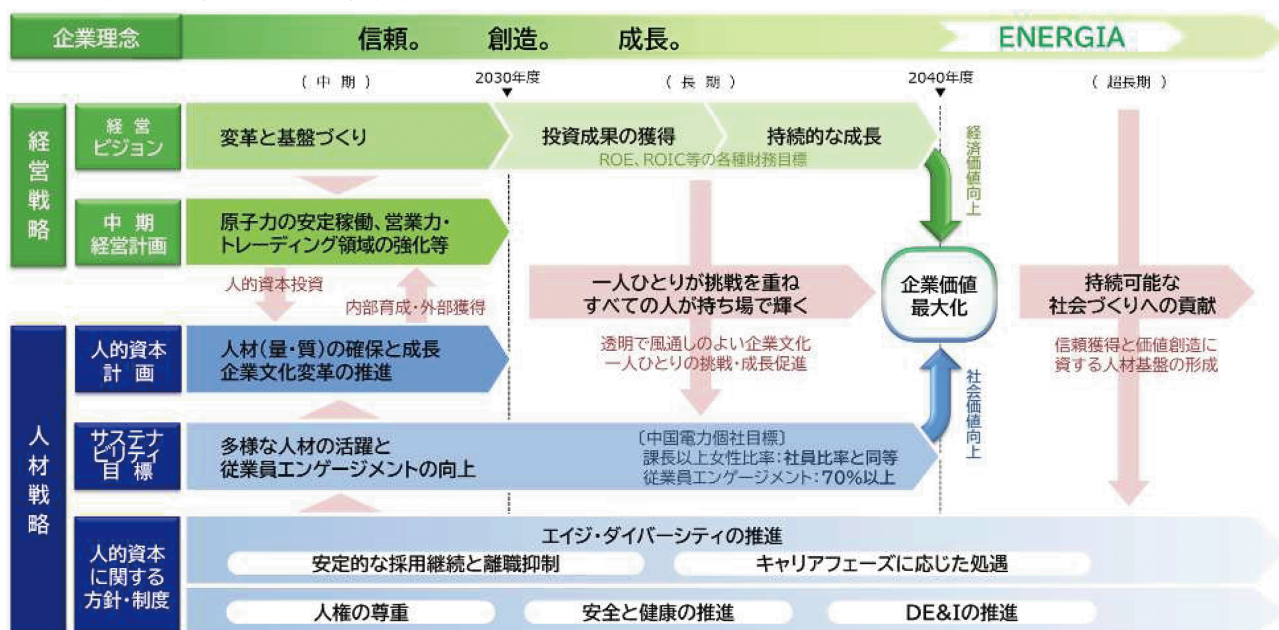 企業理念
信頼。 創造。 成長。
ENERGIA
(中期)
2030年度
(長期)
2040年度
(超長期)
経営戦略
経営
ビジョン
変革と基盤づくり
投資成果の獲得
持続的な成長
ROE、ROIC等の各種財務目標
経済価値向上
中期
経営計画
原子力の安定稼働、営業力・
トレーディング領域の強化等
人的資本投資
内部育成・外部獲得
一人ひとりが挑戦を重ね
すべての人が持ち場で輝く
透明で風通しのよい企業文化
一人ひとりの挑戦・成長促進
企業価値
最大化
持続可能な
社会づくりへの貢献
信頼獲得と価値創造に
資する人材基盤の形成
人材戦略
人的資本
計画
人材(量・質)の確保と成長
企業文化変革の推進
社会価値向上
サステナ
ビリティ
目標
多様な人材の活躍と
従業員エンゲージメントの向上
〔中国電力個社目標〕
課長以上女性比率：社員比率と同等
従業員エンゲージメント：70%以上
人的資本
に関する
方針・制度
エイジ・ダイバーシティの推進
安定的な採用継続と離職抑制
キャリアフェーズに応じた処遇
人権の尊重
安全と健康の推進
DE&Iの推進